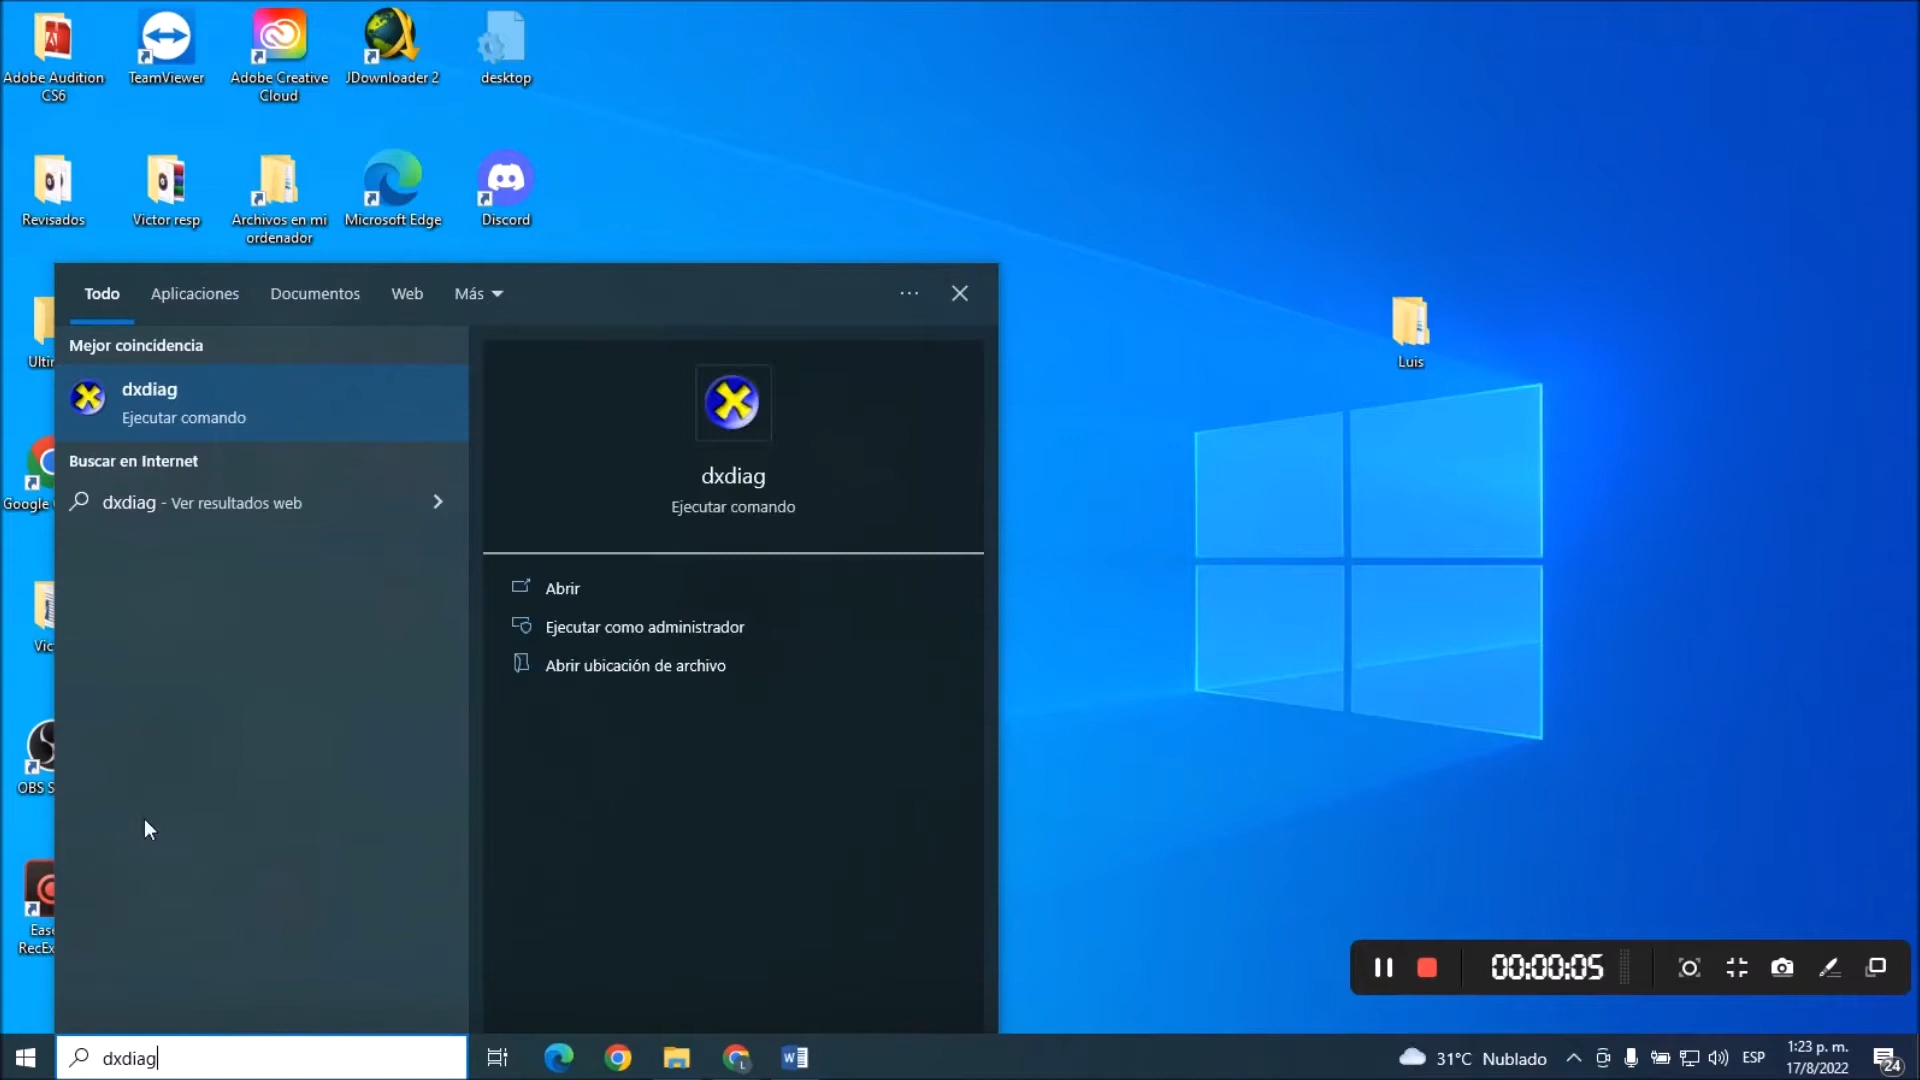 Adobe Audition
CS6
TeamViewer
Adobe Creative
Cloud
JDownloader 2
desktop
Revisados
Victor resp
Archivos en mi
ordenador
Microsoft Edge
Discord
Luis
Google
OBS S
RecEx
Todo
Aplicaciones
Documentos
Web
Más
Mejor coincidencia
dxdiag
Ejecutar comando
Buscar en Internet
dxdiag - Ver resultados web
dxdiag
Ejecutar comando
Abrir
Ejecutar como administrador
Abrir ubicación de archivo
00:00:05
dxdiag
31°C Nublado
ESP
1:23 p. m.
17/8/2022
24